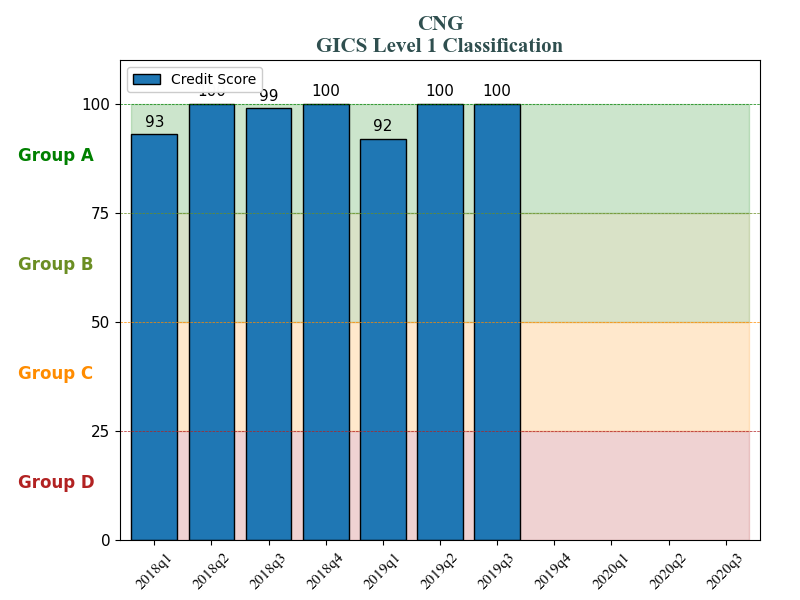 CNG
GICS Level 1 Classification
Credit Score
93
100
99
100
92
100
100
100
75
50
25
0
Group A
Group B
Group C
Group D
2018q1
2018q2
2018q3
2018q4
2019q1
2019q2
2019q3
2019q4
2020q1
2020q2
2020q3